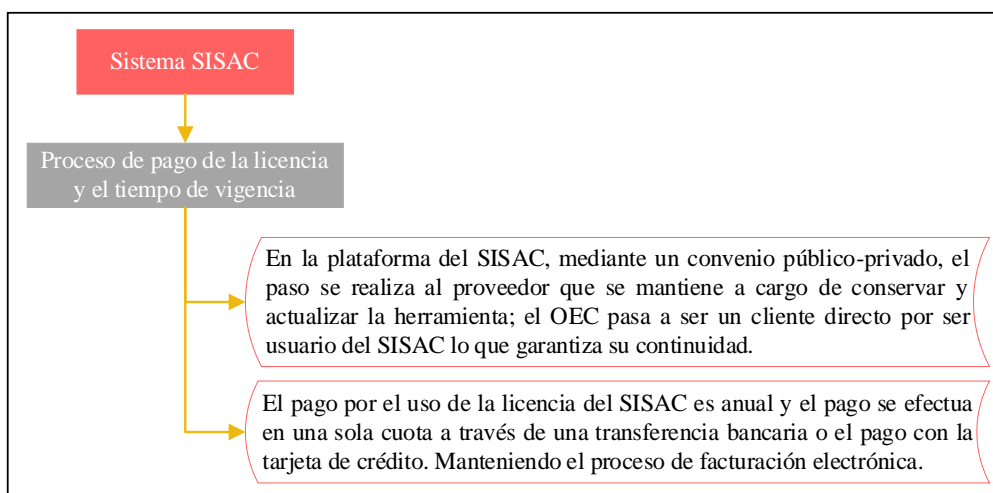 Sistema SISAC
Proceso de pago de la licencia
y el tiempo de vigencia
En la plataforma del SISAC, mediante un convenio público-privado, el
paso se realiza al proveedor que se mantiene a cargo de conservar y
actualizar la herramienta; el OEC pasa a ser un cliente directo por ser
usuario del SISAC lo que garantiza su continuidad.
El pago por el uso de la licencia del SISAC es anual y el pago se efectua
en una sola cuota a través de una transferencia bancaria o el pago con la
tarjeta de crédito. Manteniendo el proceso de facturación electrónica.